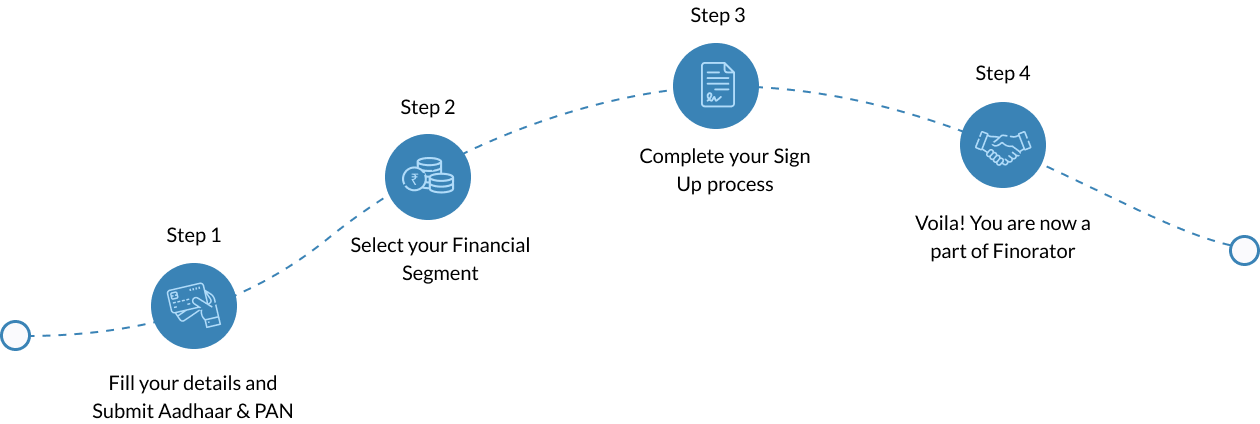 Step 1
Fill your details and
Submit Aadhaar & PAN
Step 2
₹
Select your Financial
Segment
Step 3
Complete your Sign
Up process
Step 4
Voila! You are now a
part of Finorator